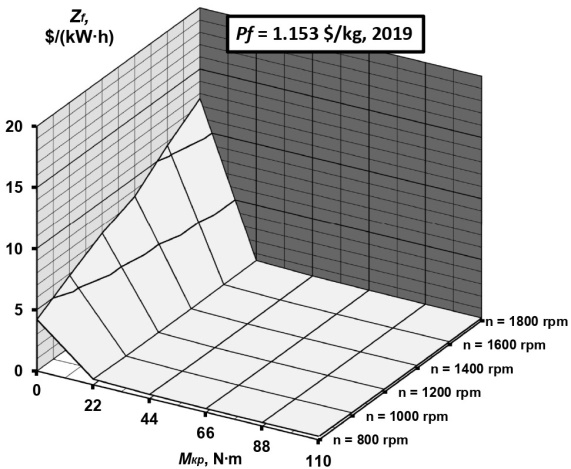 Zf,
$/(kW·h)
Pf = 1.153 $/kg, 2019
20
15
10
5
0
0
22
44
66
88
110
Mкр, N·m
n = 1800 rpm
n = 1600 rpm
n = 1400 rpm
n = 1200 rpm
n = 1000 rpm
n = 800 rpm